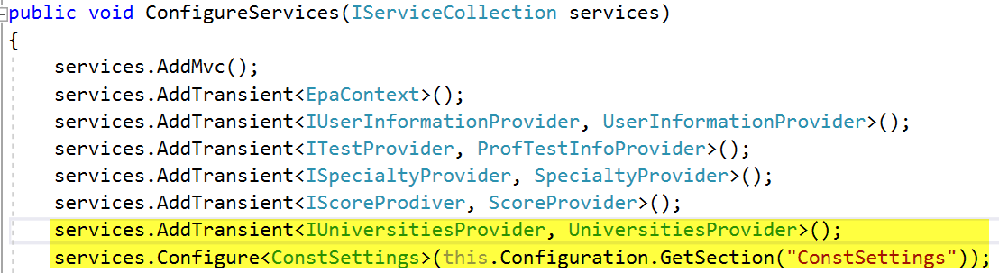 public void ConfigureServices(IServiceCollection services)
{
services.AddMvc();
services.AddTransient<EpaContext>();
services.AddTransient<IUserInformationProvider, UserInformationProvider>();
services.AddTransient<ITestProvider, ProfTestInfoProvider>();
services.AddTransient<ISpecialtyProvider, SpecialtyProvider>();
services.AddTransient<IScoreProdiver, ScoreProvider>();
services.AddTransient<IUniversitiesProvider, UniversitiesProvider>();
services.Configure<ConstSettings>(this.Configuration.GetSection("ConstSettings"));